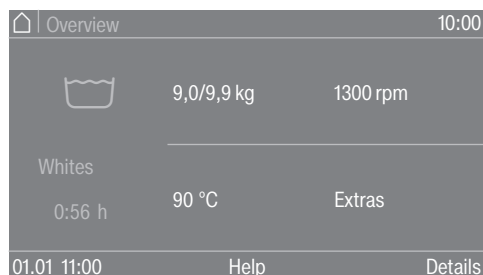 Overview 10:00
9,0/9,9 kg 1300 rpm
Whites
0:56 h
90 °C Extras
01.01 11:00 Help Details